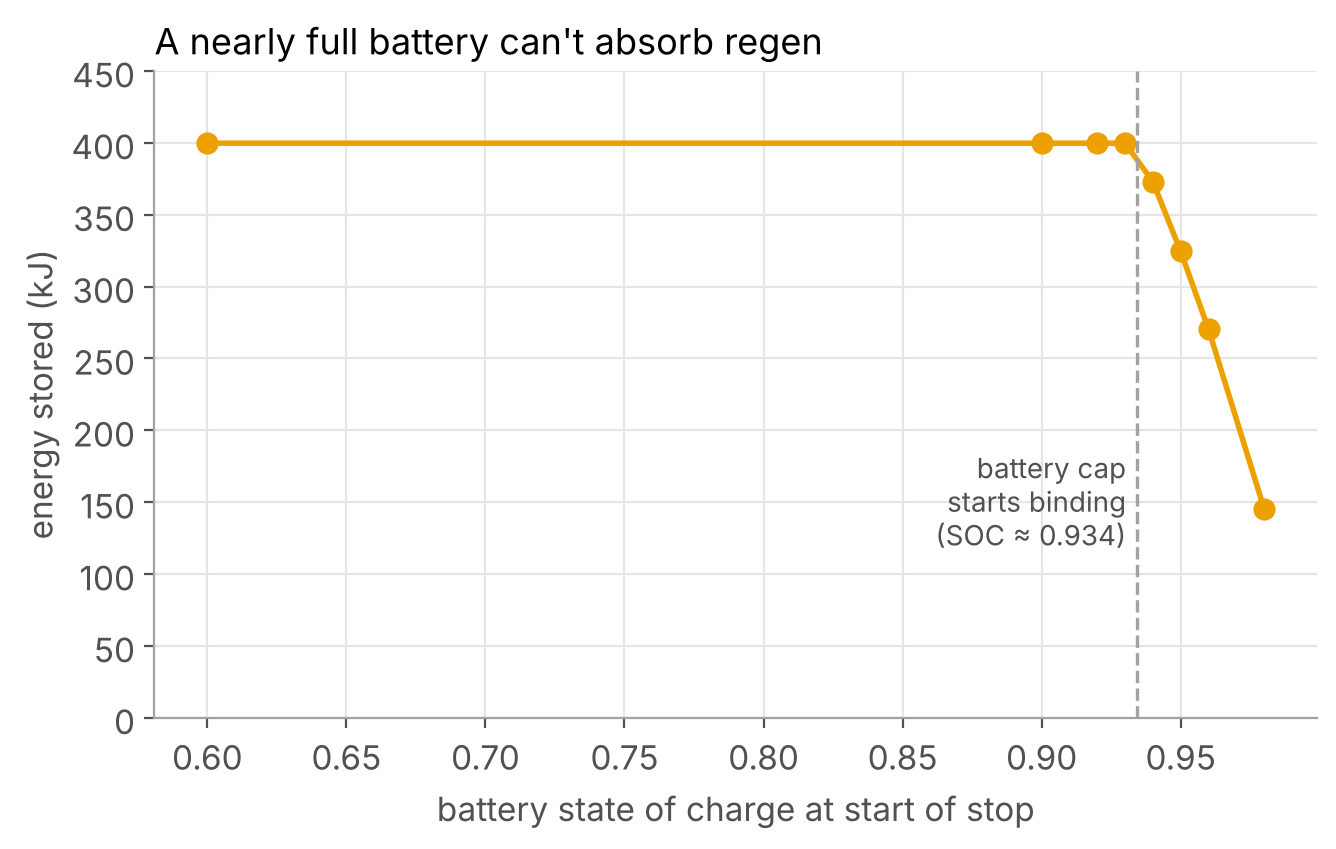 A nearly full battery can't absorb regen
450
400
350
300
250
200
150
100
50
0
energy stored (kJ)
battery cap
starts binding
(SOC ≈ 0.934)
0.60 0.65 0.70 0.75 0.80 0.85 0.90 0.95
battery state of charge at start of stop